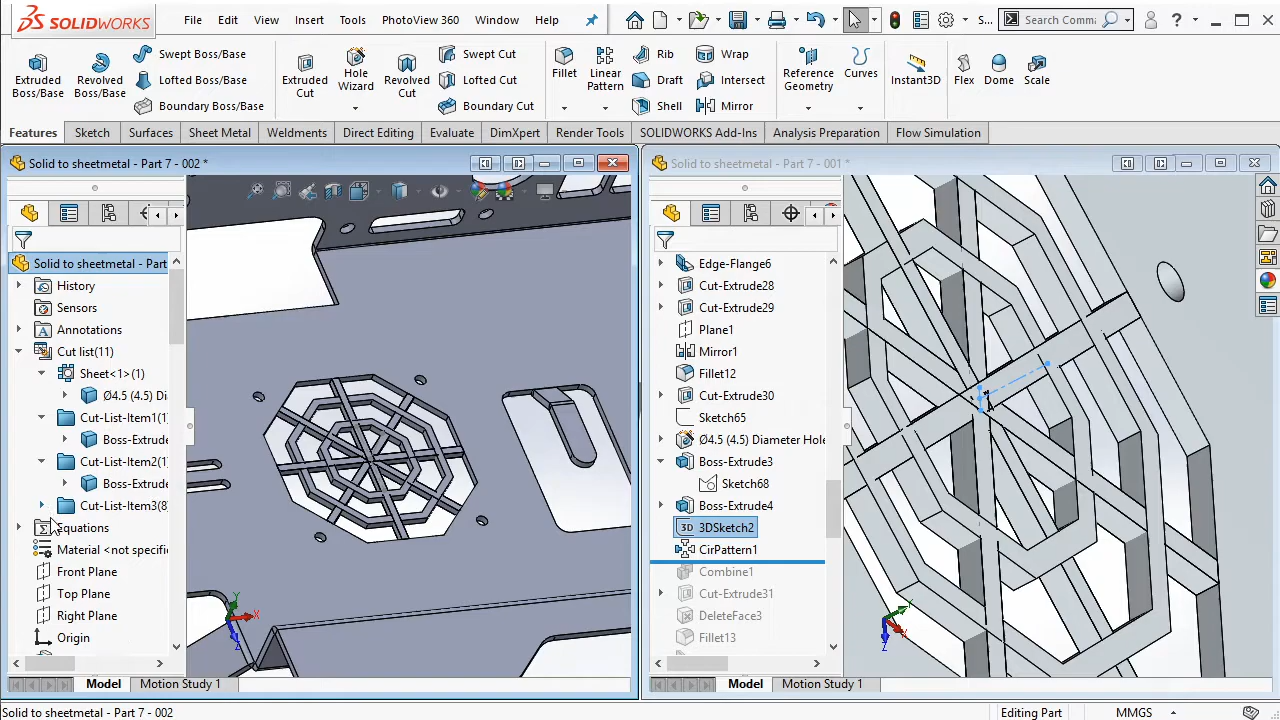 SOLIDWORKS
File Edit View Insert Tools PhotoView 360 Window Help
S...
Search Comma
?
Extruded Boss/Base
Revolved Boss/Base
Swept Boss/Base
Lofted Boss/Base
Boundary Boss/Base
Extruded Cut
Hole Wizard
Revolved Cut
Swept Cut
Lofted Cut
Boundary Cut
Fillet
Linear Pattern
Rib
Draft
Shell
Wrap
Intersect
Mirror
Reference Geometry
Curves
Instant3D
Flex
Dome
Scale
Features Sketch Surfaces Sheet Metal Weldments Direct Editing Evaluate DimXpert Render Tools SOLIDWORKS Add-Ins Analysis Preparation Flow Simulation
Solid to sheetmetal - Part 7 - 002 *
Solid to sheetmetal - Part
History
Sensors
Annotations
Cut list(11)
Sheet<1>(1)
Ø4.5 (4.5) Di
Cut-List-Item1(1
Boss-Extrude
Cut-List-Item2(1
Boss-Extrude
Cut-List-Item3(8
Equations
Material <not specifi
Front Plane
Top Plane
Right Plane
Origin
Y
X
Z
Model Motion Study 1
Solid to sheetmetal - Part 7 - 001 *
Edge-Flange6
Cut-Extrude28
Cut-Extrude29
Plane1
Mirror1
Fillet12
Cut-Extrude30
Sketch65
Ø4.5 (4.5) Diameter Hole
Boss-Extrude3
Sketch68
Boss-Extrude4
3D 3DSketch2
CirPattern1
Combine1
Cut-Extrude31
DeleteFace3
Fillet13
Y
X
Z
Model Motion Study 1
Solid to sheetmetal - Part 7 - 002
Editing Part
MMGS